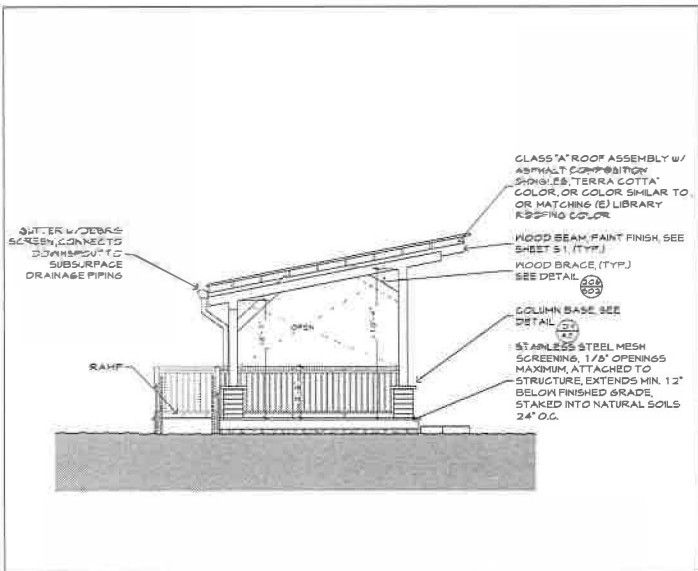 CLASS "A" ROOF ASSEMBLY W/
ASPHALT COMPOSITION
SHINGLES, "TERRA COTTA"
COLOR, OR COLOR SIMILAR TO
OR MATCHING (E) LIBRARY
ROOFING COLOR
GUTTER W/DEBRIS
SCREEN, CONNECTS
DOWNSPOUT TO
SUBSURFACE
DRAINAGE PIPING
WOOD BEAM, PAINT FINISH, SEE
SHEET S1, (TYP.)
WOOD BRACE, (TYP.)
SEE DETAIL
OPEN
COLUMN BASE, SEE
DETAIL
RAMP
STAINLESS STEEL MESH
SCREENING, 1/8" OPENINGS
MAXIMUM, ATTACHED TO
STRUCTURE, EXTENDS MIN. 12"
BELOW FINISHED GRADE,
STAKED INTO NATURAL SOILS
24" O.C.